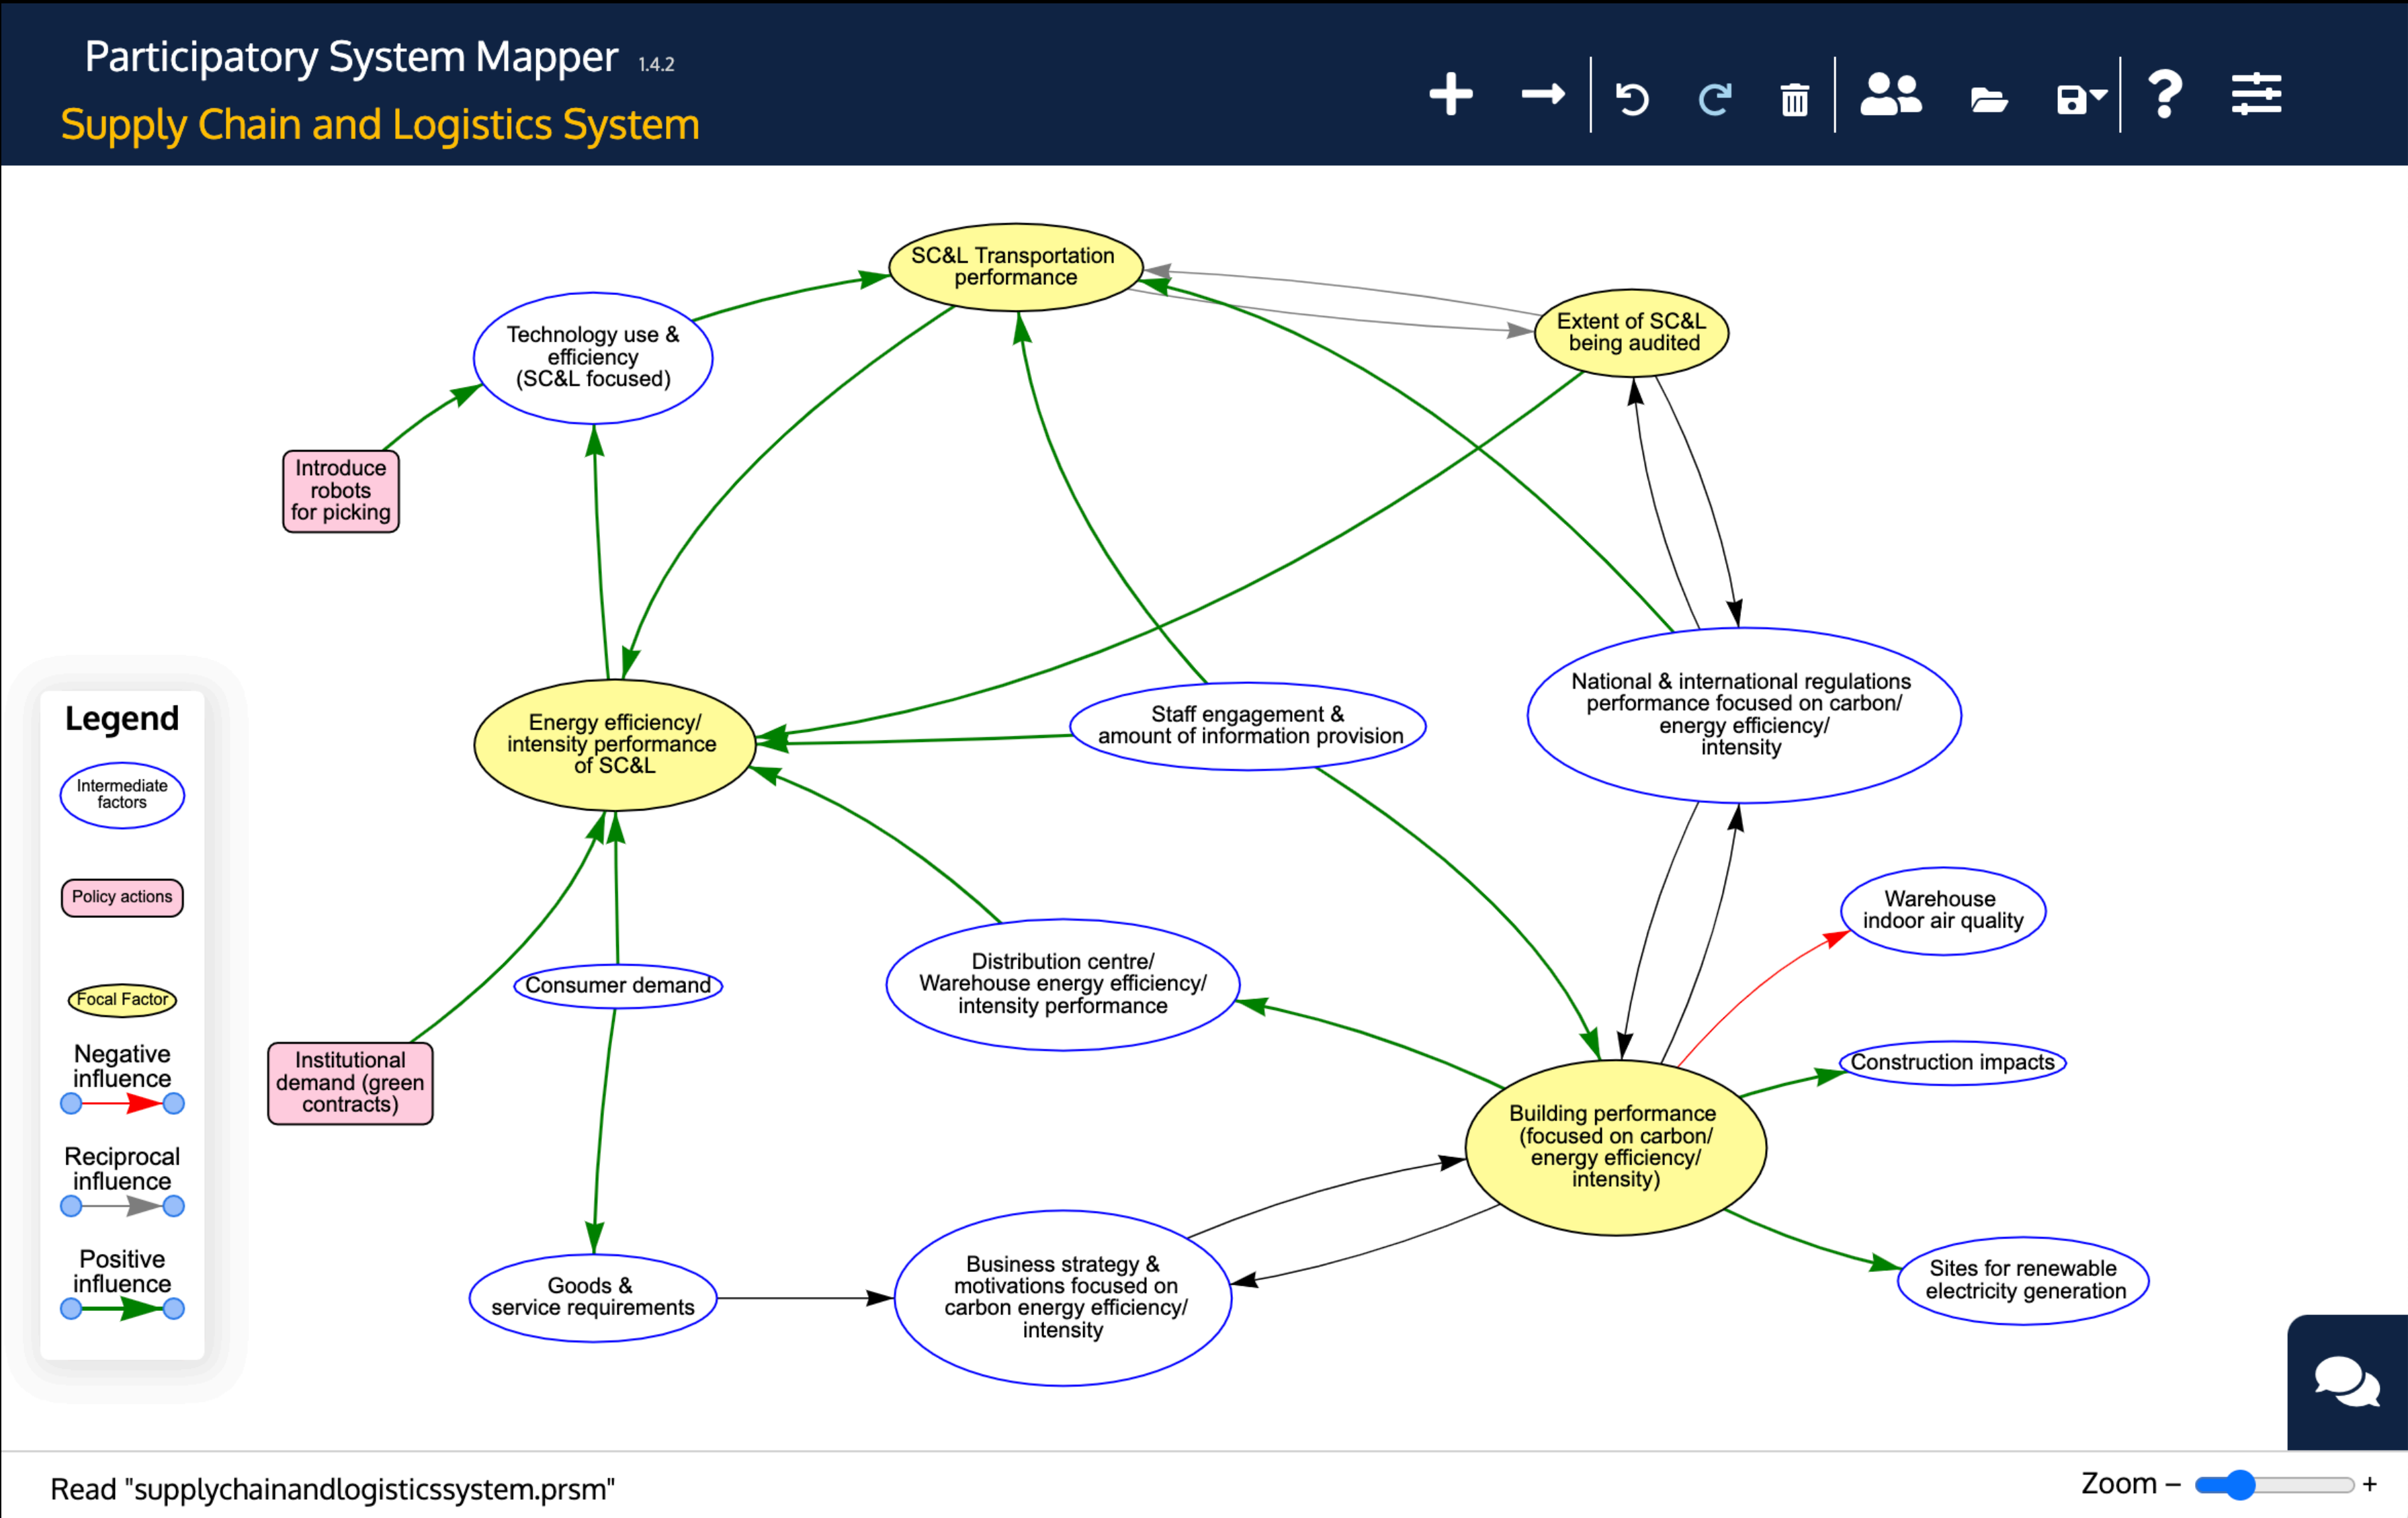 Participatory System Mapper 1.4.2
Supply Chain and Logistics System
SC&L Transportation
performance
Extent of SC&L
being audited
Technology use &
efficiency
(SC&L focused)
Introduce
robots
for picking
National & international regulations
performance focused on carbon/
energy efficiency/
intensity
Staff engagement &
amount of information provision
Energy efficiency/
intensity performance
of SC&L
Legend
Intermediate
factors
Policy actions
Focal Factor
Negative
influence
Reciprocal
influence
Positive
influence
Warehouse
indoor air quality
Distribution centre/
Warehouse energy efficiency/
intensity performance
Consumer demand
Institutional
demand (green
contracts)
Construction impacts
Building performance
(focused on carbon/
energy efficiency/
intensity)
Goods &
service requirements
Business strategy &
motivations focused on
carbon energy efficiency/
intensity
Sites for renewable
electricity generation
Read "supplychainandlogisticssystem.prsm"
Zoom − +